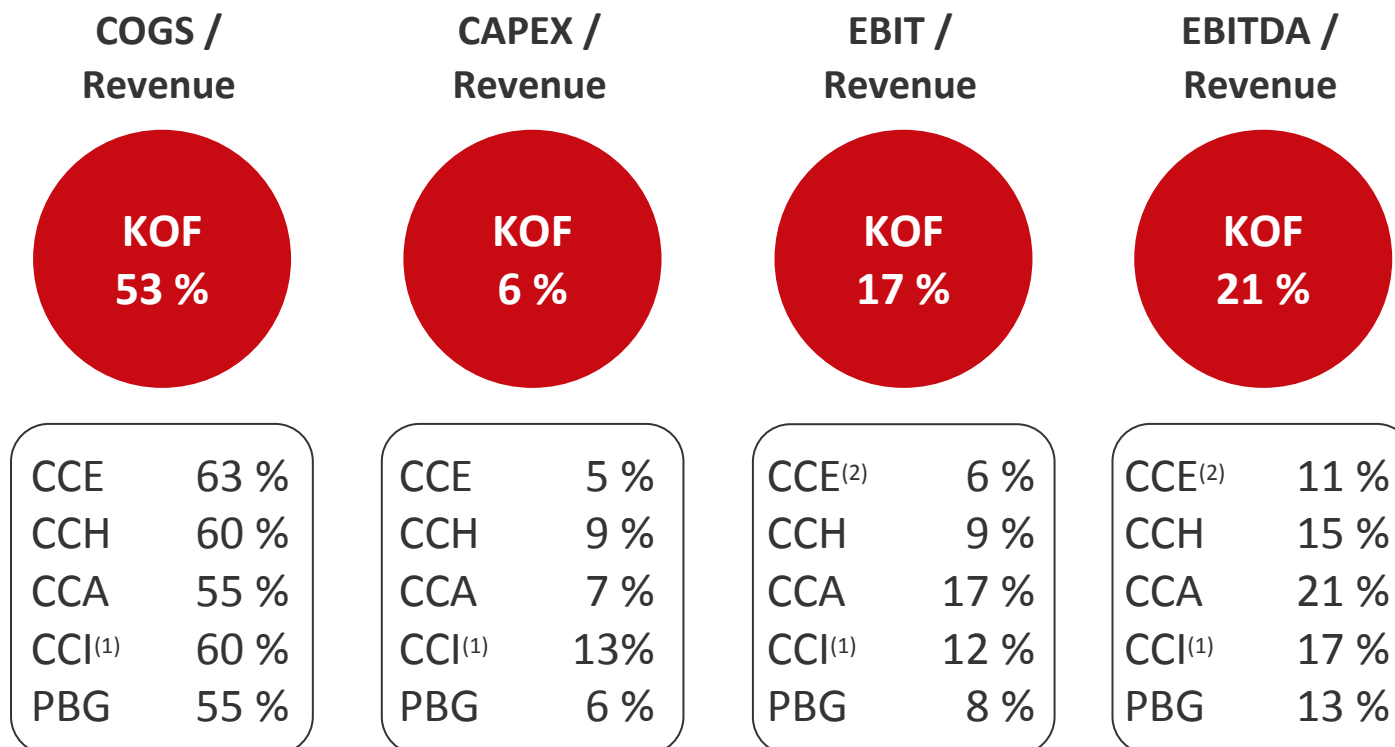 COGS /
Revenue
KOF
53 %
CCE 63 %
CCH 60 %
CCA 55 %
CCI(1) 60 %
PBG 55 %
CAPEX /
Revenue
KOF
6 %
CCE 5 %
CCH 9 %
CCA 7 %
CCI(1) 13%
PBG 6 %
EBIT /
Revenue
KOF
17 %
CCE(2) 6 %
CCH 9 %
CCA 17 %
CCI(1) 12 %
PBG 8 %
EBITDA /
Revenue
KOF
21 %
CCE(2) 11 %
CCH 15 %
CCA 21 %
CCI(1) 17 %
PBG 13 %